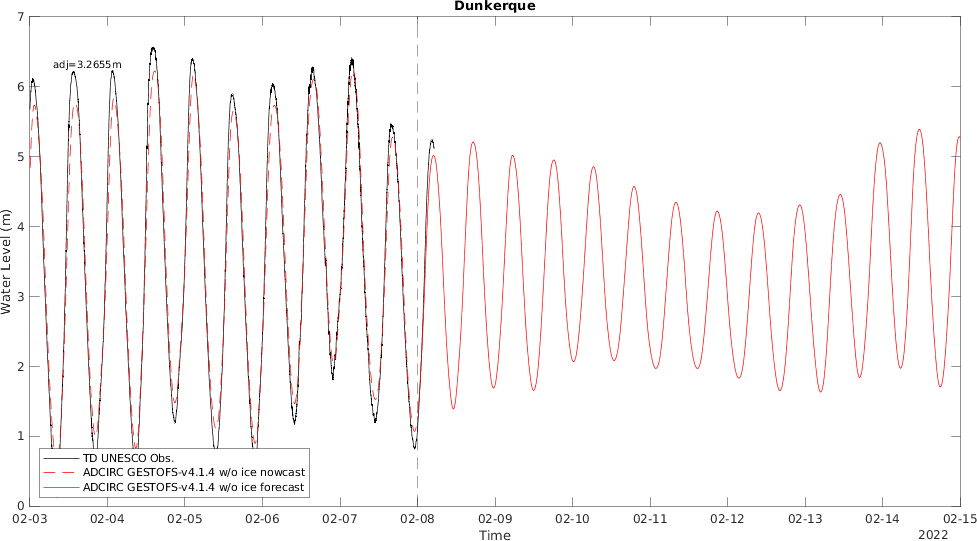 Dunkerque
adj=3.2655m
Water Level (m)
7
6
5
4
3
2
1
0
TD UNESCO Obs.
ADCIRC GESTOFS-v4.1.4 w/o ice nowcast
ADCIRC GESTOFS-v4.1.4 w/o ice forecast
02-03 02-04 02-05 02-06 02-07 02-08 02-09 02-10 02-11 02-12 02-13 02-14 02-15
Time
2022